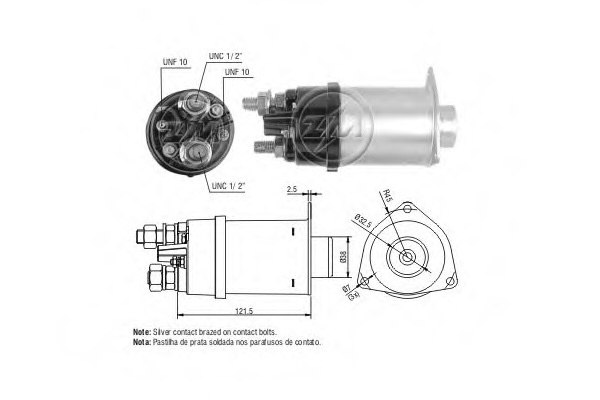 UNC 1/ 2"
UNF 10
UNF 10
ZM
UNC 1/ 2"
2.5
R45
Ø32.5
Ø38
Ø7
(3x)
121.5
Note: Silver contact brazed on contact bolts.
Nota: Pastilha de prata soldada nos parafusos de contato.